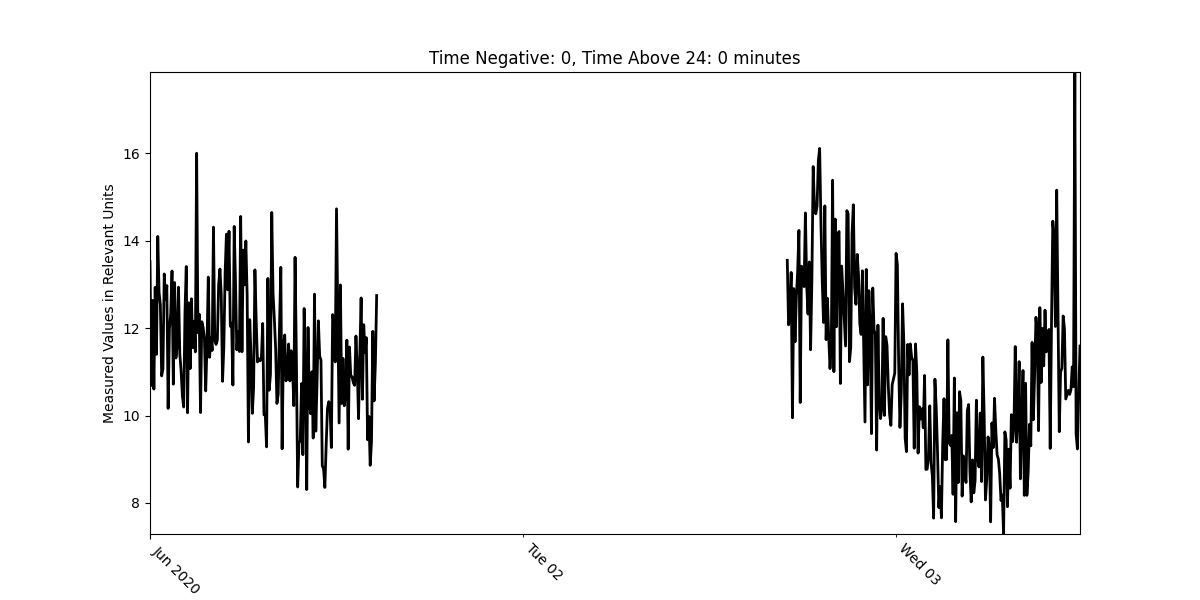 Time Negative: 0, Time Above 24: 0 minutes
Measured Values in Relevant Units
16
14
12
10
8
Jun 2020
Tue 02
Wed 03